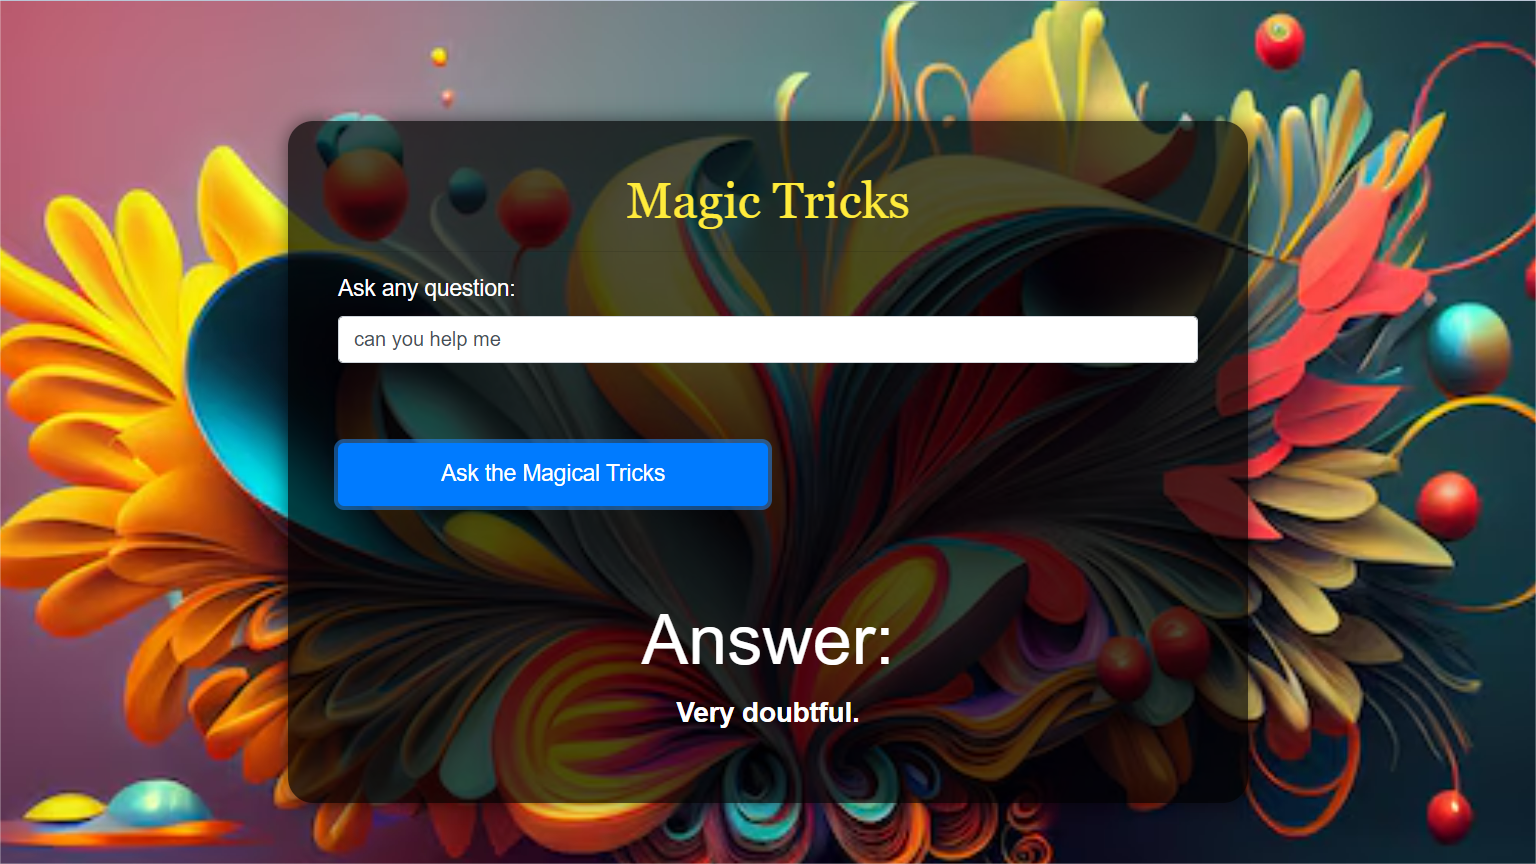 Magic Tricks
Ask any question:
can you help me
Ask the Magical Tricks
Answer:
Very doubtful.